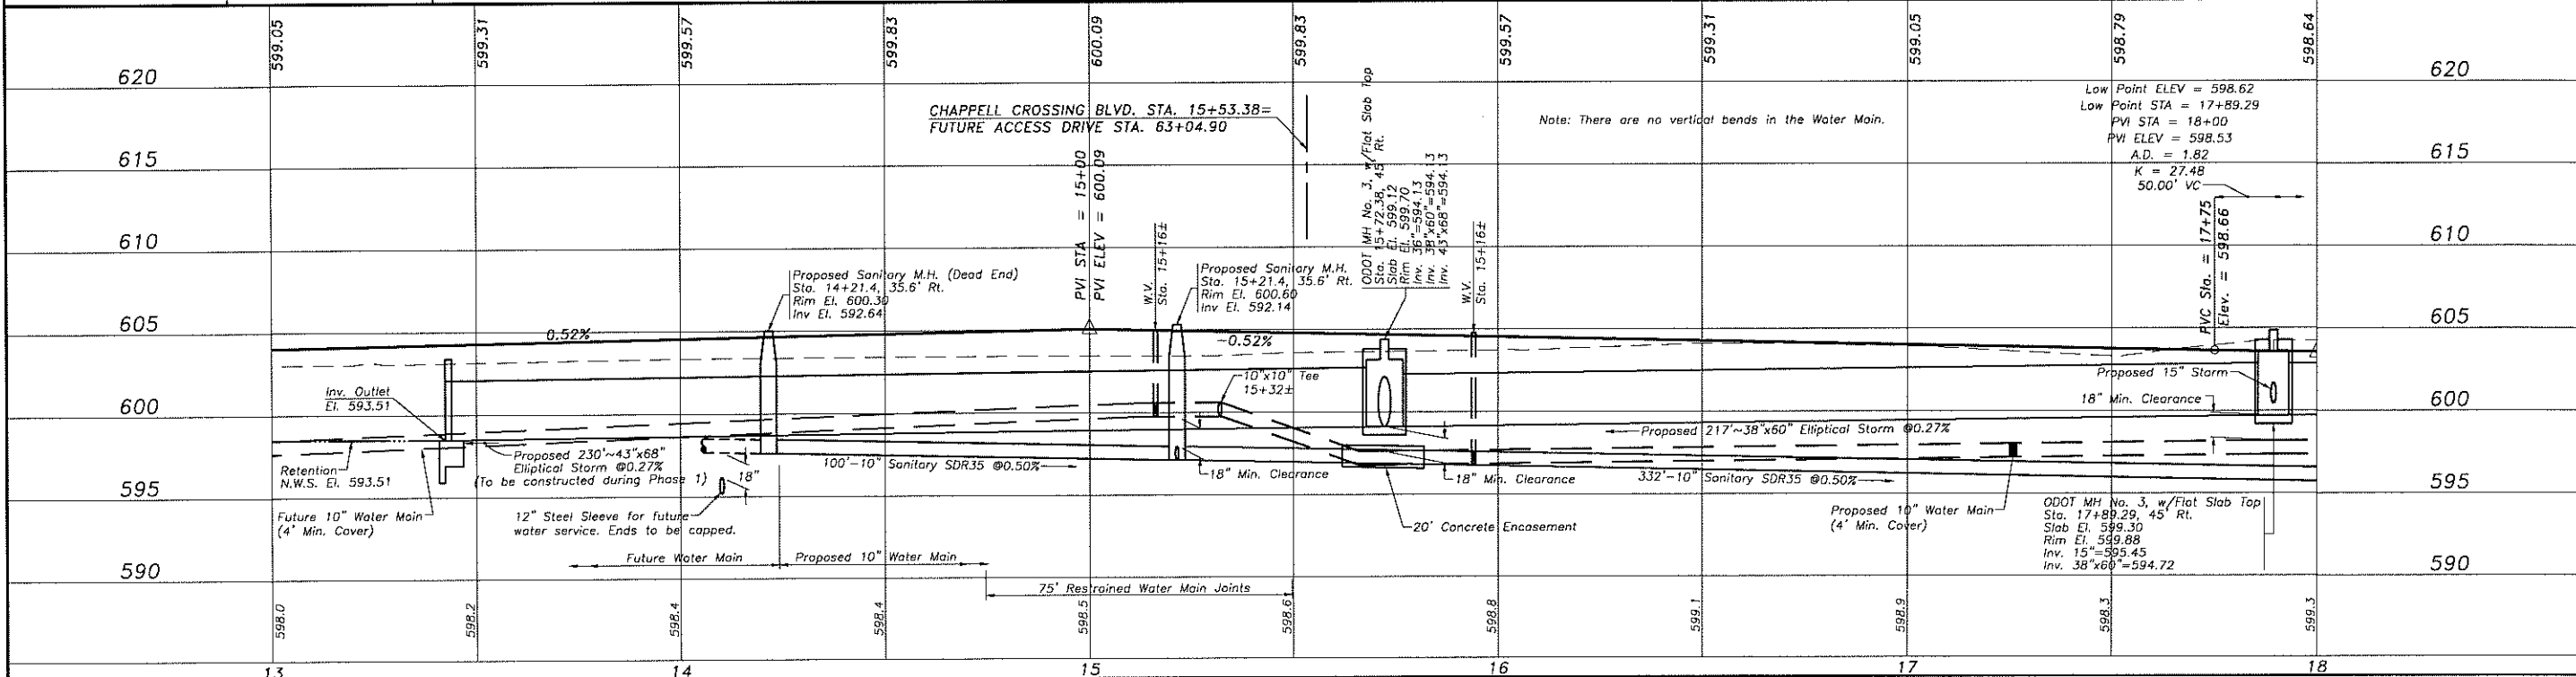 599.05
599.31
599.57
599.83
600.09
599.83
599.57
599.31
599.05
598.79
598.64
620
620
615
615
610
610
605
605
600
600
595
595
590
590
CHAPPELL CROSSING BLVD. STA. 15+53.38=
FUTURE ACCESS DRIVE STA. 63+04.90
Note: There are no vertical bends in the Water Main.
Low Point ELEV = 598.62
Low Point STA = 17+89.29
PVI STA = 18+00
PVI ELEV = 598.53
A.D. = 1.82
K = 27.48
50.00' VC
PVC Sta. = 17+75
Elev. = 598.66
PVI STA = 15+00
PVI ELEV = 600.09
W.V.
Sta. 15+16±
ODOT MH No. 3, w/Flat Slab Top
Sta. 15+72.38, 45' Rt.
Slab El. 599.12
Rim El. 599.70
Inv. 36"=594.13
Inv. 38"x60"=594.13
Inv. 43"x68"=594.13
W.V.
Sta. 15+16±
Proposed Sanitary M.H. (Dead End)
Sta. 14+21.4, 35.6' Rt.
Rim El. 600.30
Inv El. 592.64
Proposed Sanitary M.H.
Sta. 15+21.4, 35.6' Rt.
Rim El. 600.60
Inv El. 592.14
0.52%
-0.52%
10"x10" Tee
15+32±
Inv. Outlet
El. 593.51
Proposed 15" Storm
18" Min. Clearance
Proposed 217'~38"x60" Elliptical Storm @0.27%
Proposed 230'~43"x68"
Elliptical Storm @0.27%
(To be constructed during Phase 1)
Retention
N.W.S. El. 593.51
100'-10" Sanitary SDR35 @0.50%
18"
18" Min. Clearance
18" Min. Clearance
332'-10" Sanitary SDR35 @0.50%
Future 10" Water Main
(4' Min. Cover)
12" Steel Sleeve for future
water service. Ends to be capped.
20' Concrete Encasement
Proposed 10" Water Main
(4' Min. Cover)
ODOT MH No. 3, w/Flat Slab Top
Sta. 17+89.29, 45' Rt.
Slab El. 599.30
Rim El. 599.88
Inv. 15"=595.45
Inv. 38"x60"=594.72
Future Water Main
Proposed 10" Water Main
75' Restrained Water Main Joints
598.0
598.2
598.4
598.4
598.5
598.6
598.8
599.1
598.9
598.3
599.3
13
14
15
16
17
18